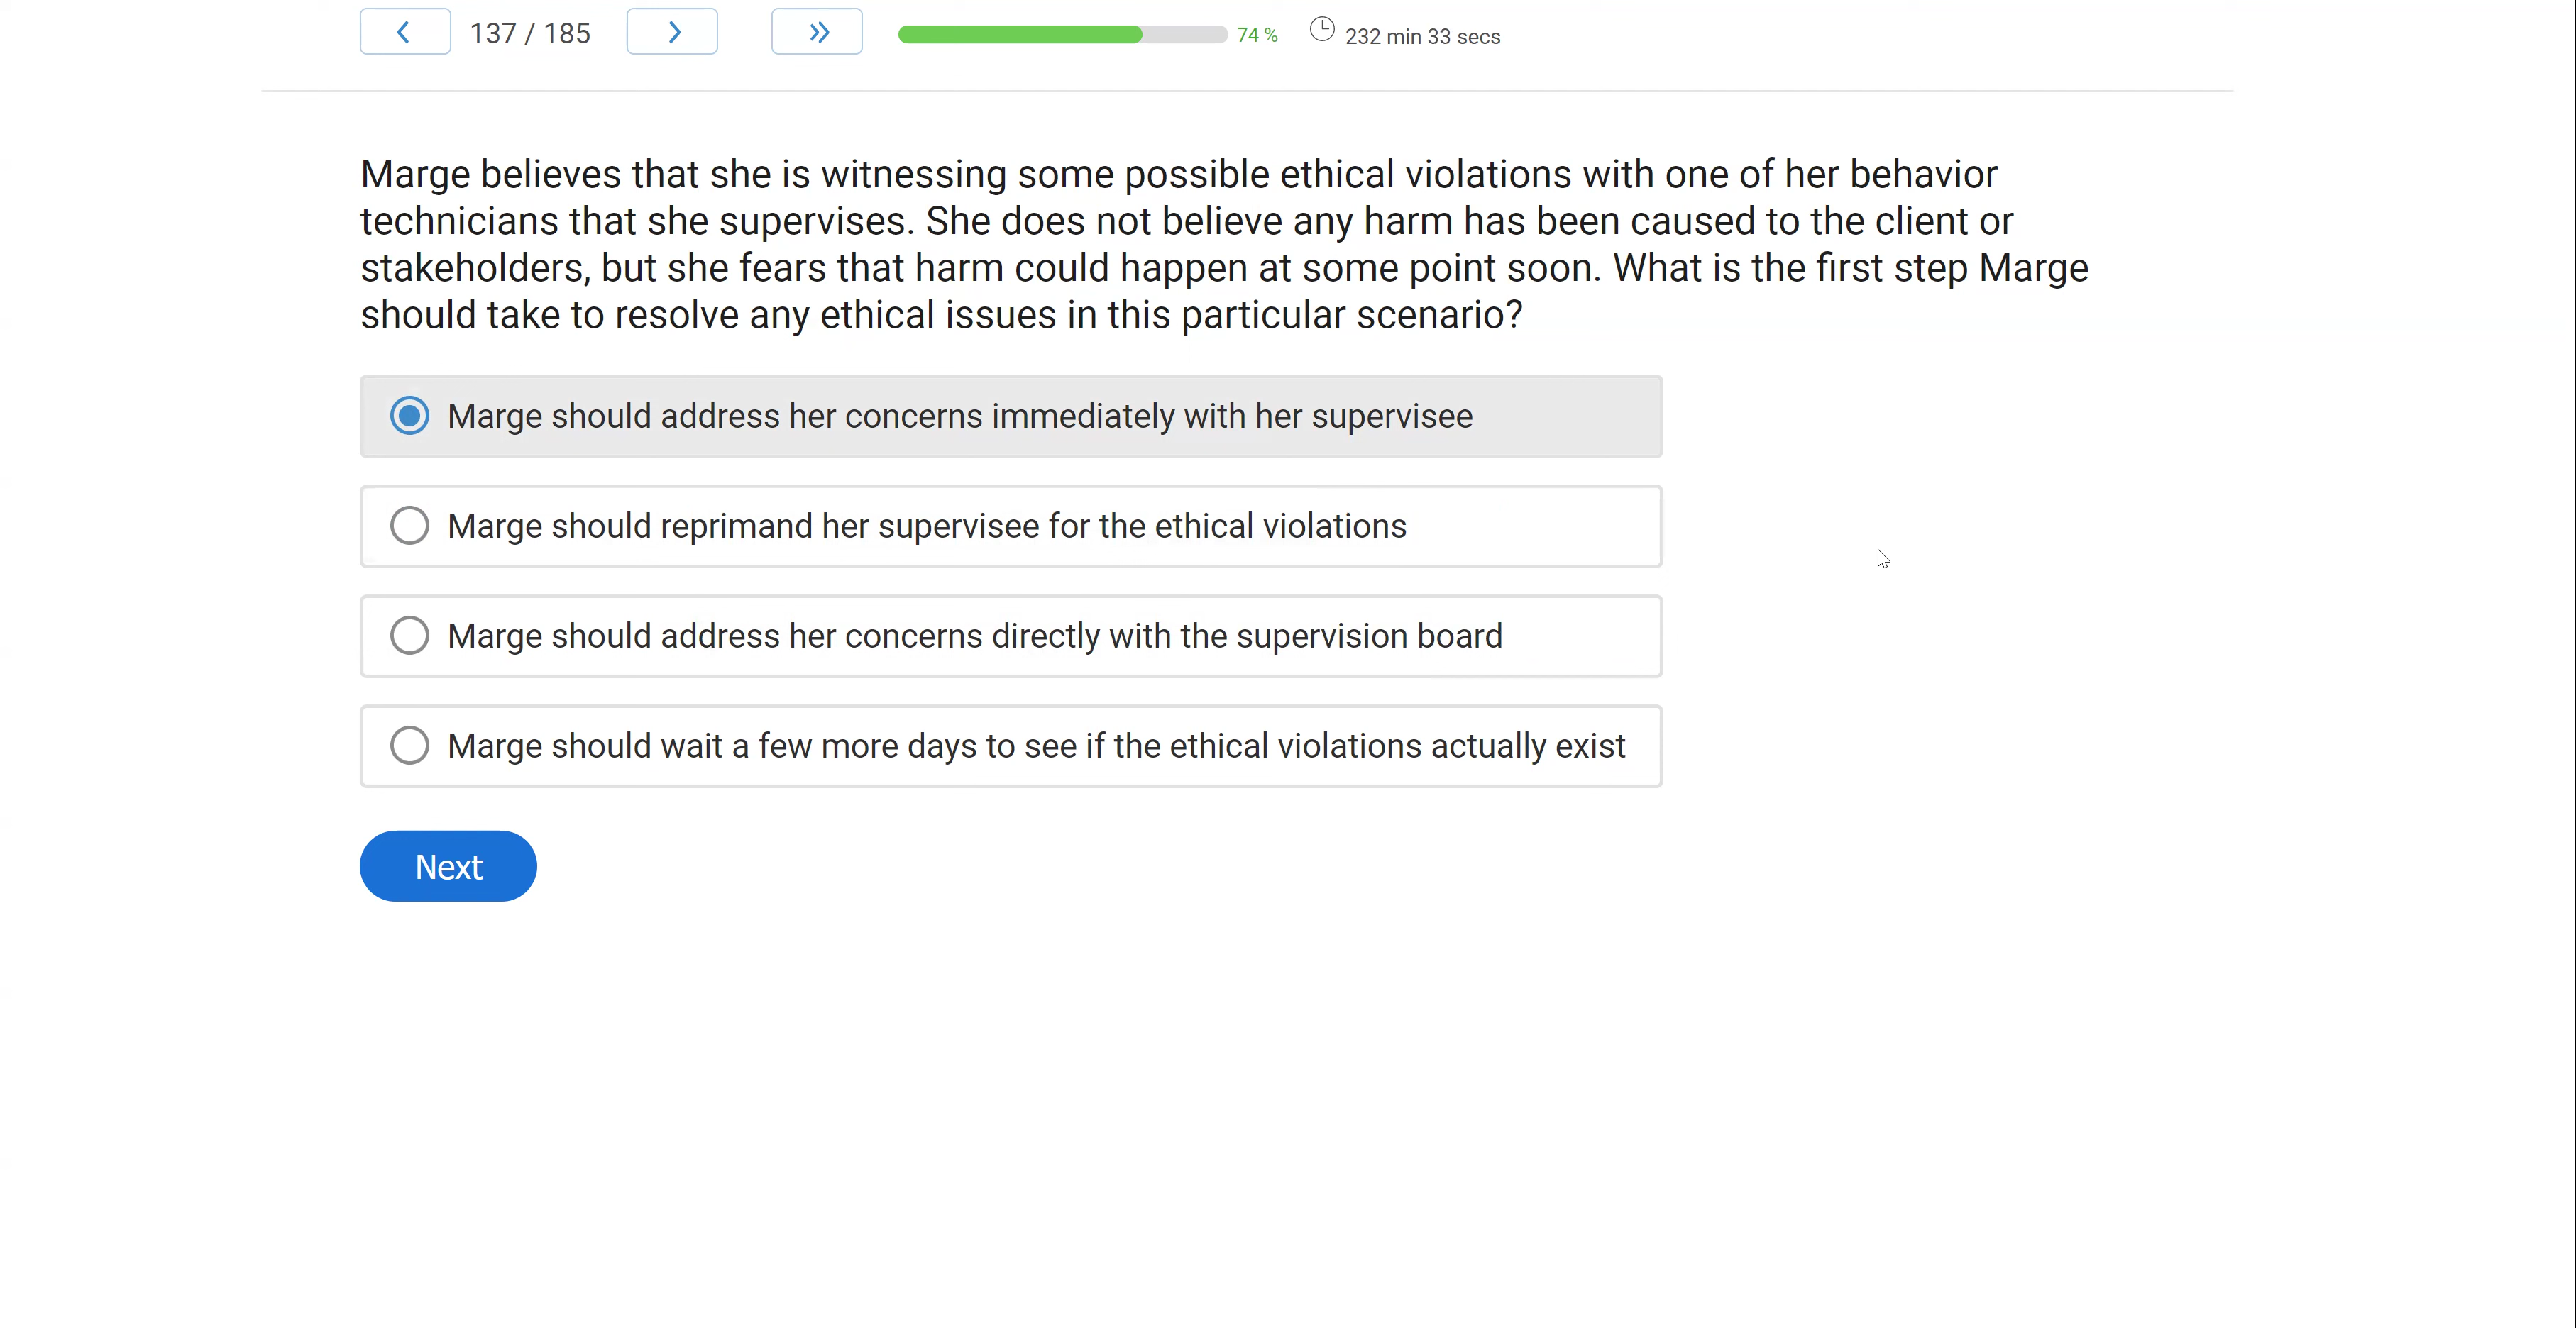 137 / 185
74 %
232 min 33 secs
Marge believes that she is witnessing some possible ethical violations with one of her behavior
technicians that she supervises. She does not believe any harm has been caused to the client or
stakeholders, but she fears that harm could happen at some point soon. What is the first step Marge
should take to resolve any ethical issues in this particular scenario?
Marge should address her concerns immediately with her supervisee
Marge should reprimand her supervisee for the ethical violations
Marge should address her concerns directly with the supervision board
Marge should wait a few more days to see if the ethical violations actually exist
Next